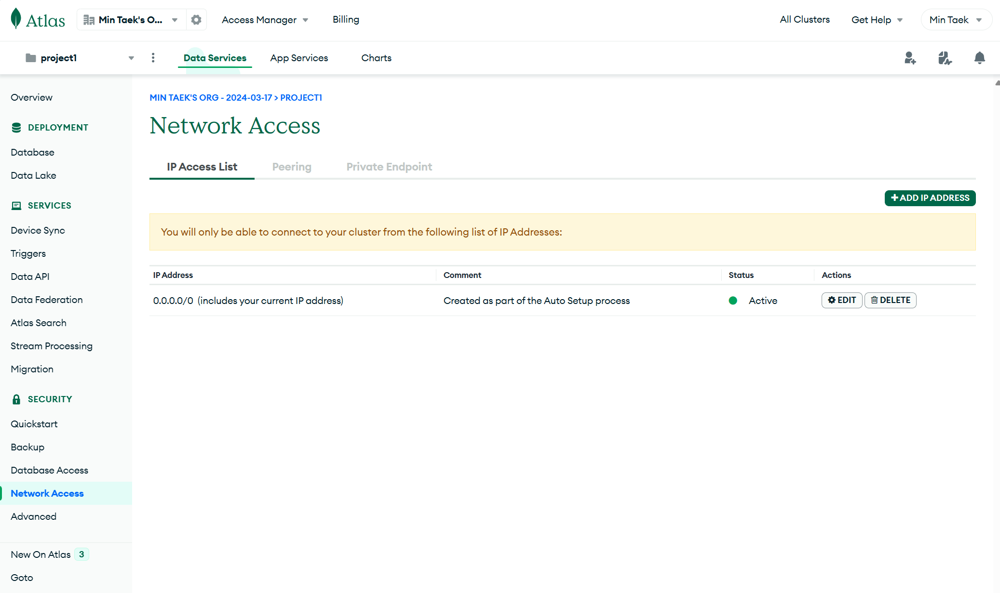 Atlas
Min Taek's O...
Access Manager
Billing
All Clusters
Get Help
Min Taek
project1
Data Services
App Services
Charts
Overview
DEPLOYMENT
Database
Data Lake
SERVICES
Device Sync
Triggers
Data API
Data Federation
Atlas Search
Stream Processing
Migration
SECURITY
Quickstart
Backup
Database Access
Network Access
Advanced
New On Atlas 3
Goto
MIN TAEK'S ORG - 2024-03-17 > PROJECT1
Network Access
IP Access List
Peering
Private Endpoint
ADD IP ADDRESS
You will only be able to connect to your cluster from the following list of IP Addresses:
IP Address
Comment
Status
Actions
0.0.0.0/0 (includes your current IP address)
Created as part of the Auto Setup process
Active
EDIT
DELETE